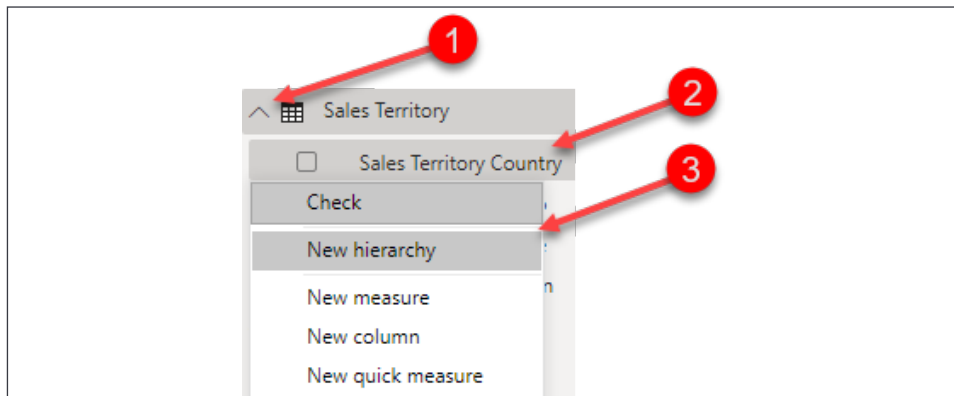 1
2
Sales Territory
Sales Territory Country
3
Check
New hierarchy
n
New measure
New column
New quick measure